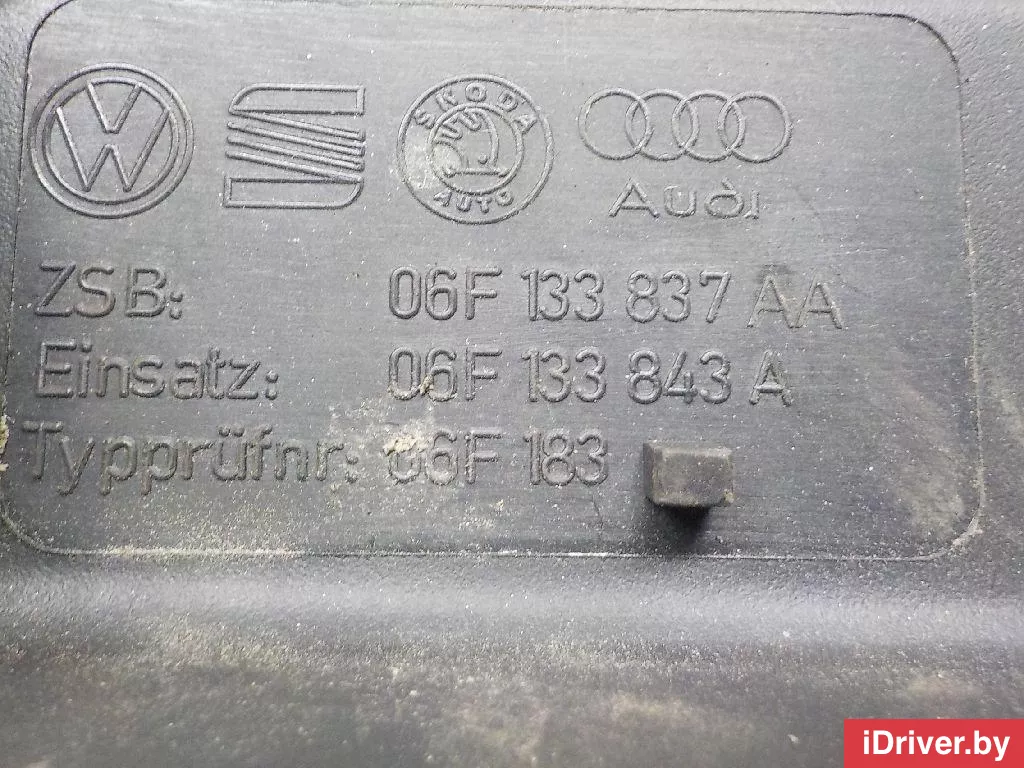 SKODA
AUTO
Audi
ZSB: 06F 133 837 AA
Einsatz: 06F 133 843 A
Typprüfnr: 06F 183
iDriver.by